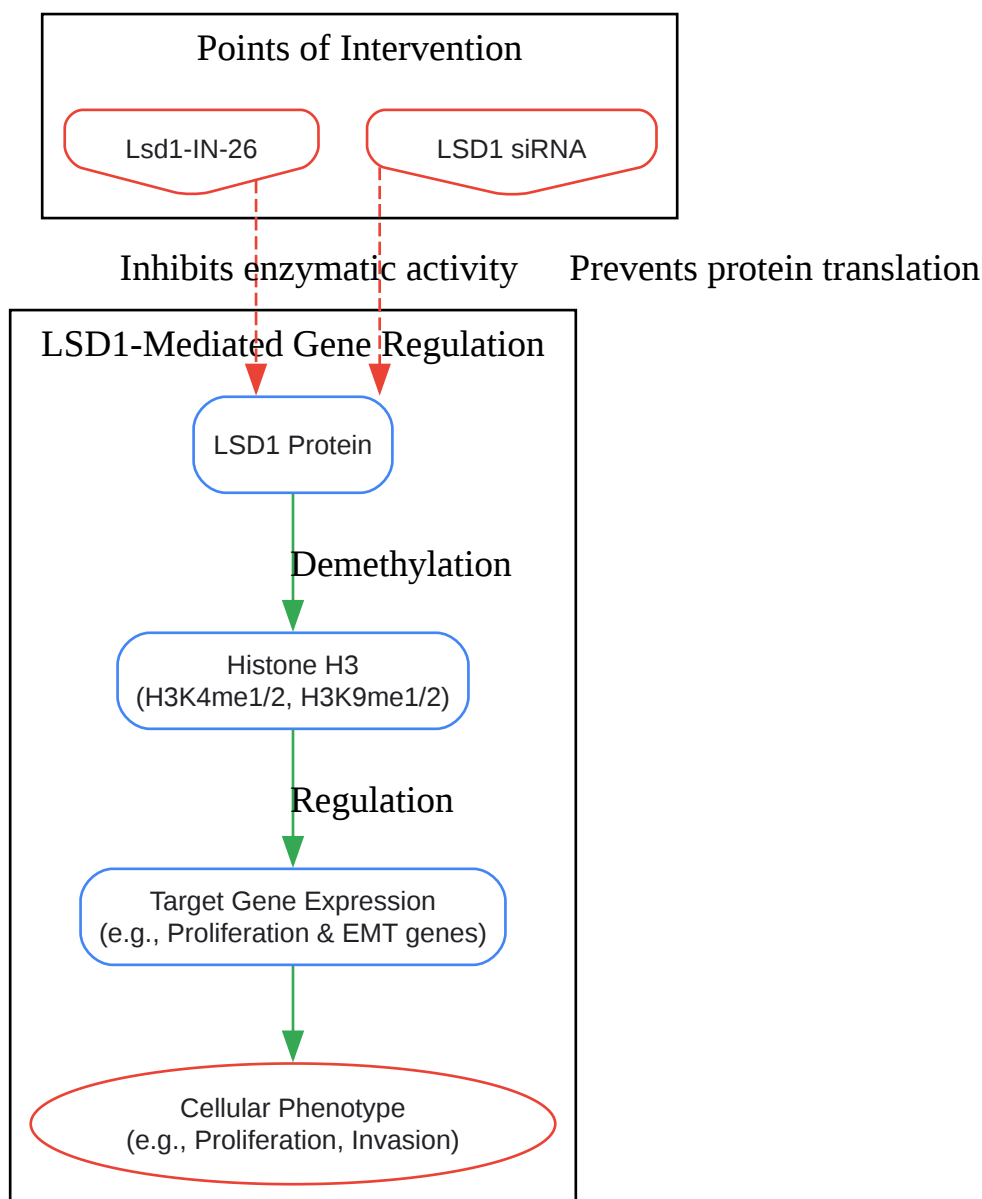 Points of Intervention
Lsd1-IN-26
LSD1 siRNA
Inhibits enzymatic activity
Prevents protein translation
LSD1-Mediated Gene Regulation
LSD1 Protein
Demethylation
Histone H3
(H3K4me1/2, H3K9me1/2)
Regulation
Target Gene Expression
(e.g., Proliferation & EMT genes)
Cellular Phenotype
(e.g., Proliferation, Invasion)